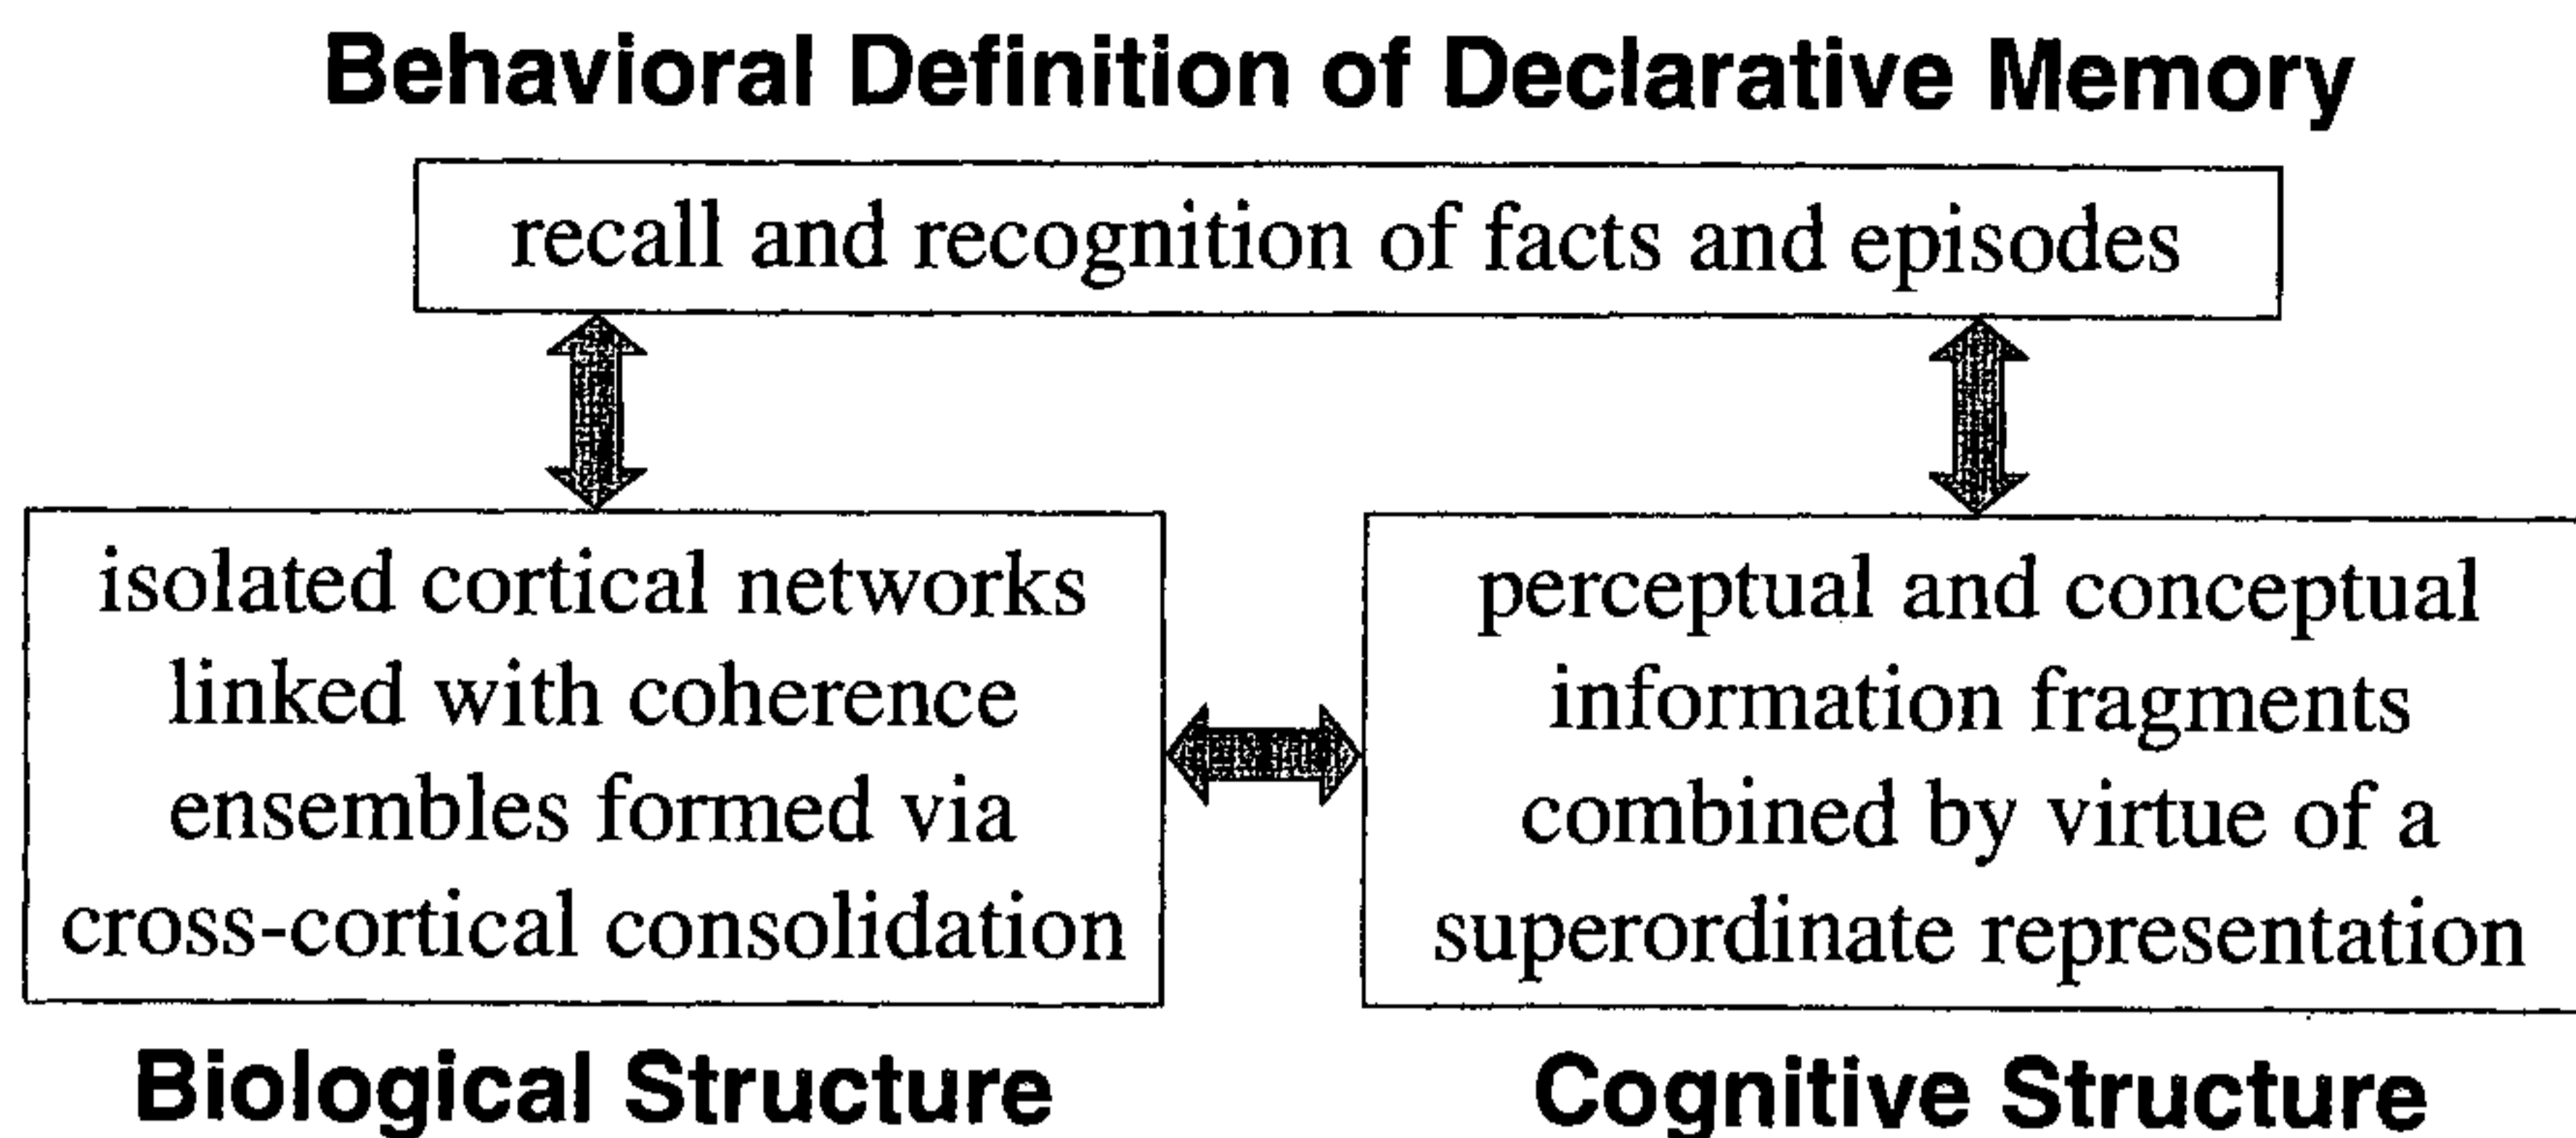 Behavioral Definition of Declarative Memory
recall and recognition of facts and episodes
isolated cortical networks
linked with coherence
ensembles formed via
cross-cortical consolidation
perceptual and conceptual
information fragments
combined by virtue of a
superordinate representation
Biological Structure
Cognitive Structure